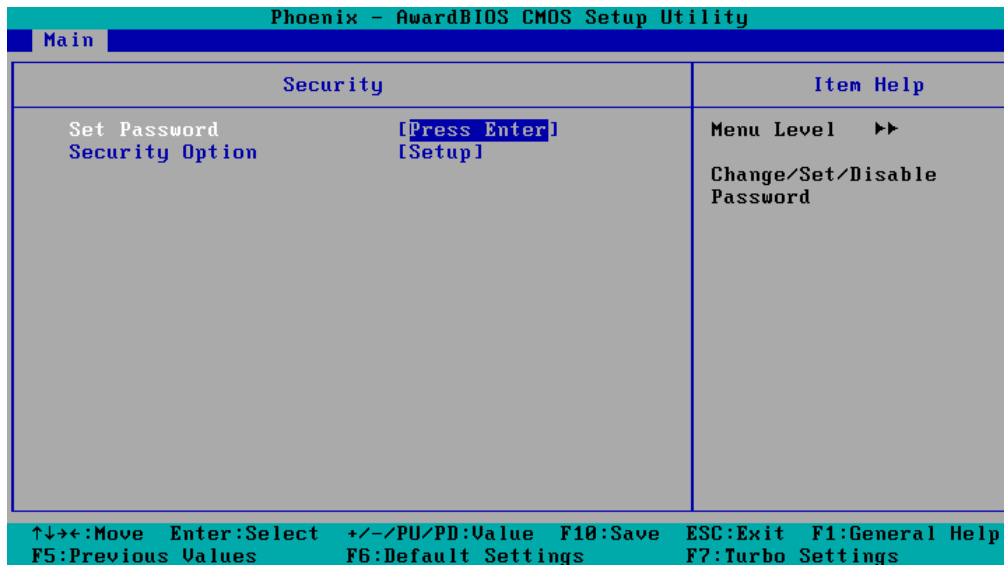 Phoenix - AwardBIOS CMOS Setup Utility
Main
Security
Item Help
Set Password [Press Enter]
Security Option [Setup]
Menu Level ▶▶
Change/Set/Disable
Password
↑↓→←:Move Enter:Select +/-/PU/PD:Value F10:Save ESC:Exit F1:General Help
F5:Previous Values F6:Default Settings F7:Turbo Settings